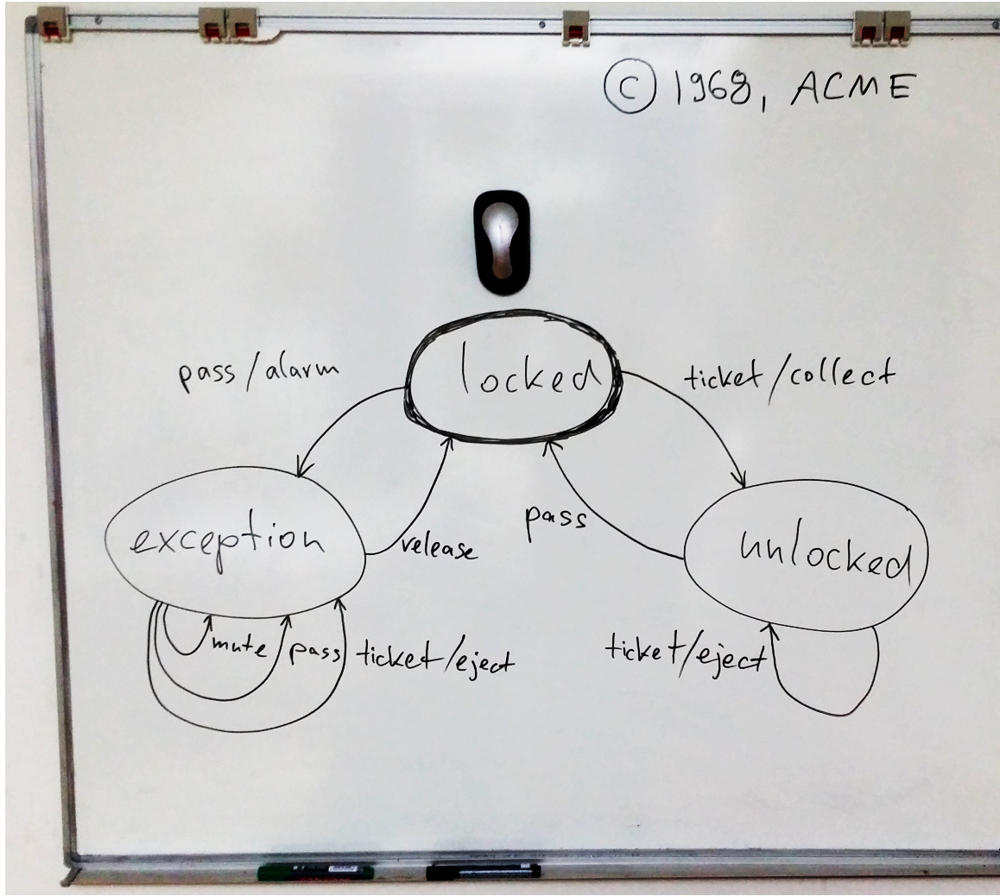 © 1968, ACME
locked
pass/alarm
ticket/collect
exception
release
pass
unlocked
mute
pass
ticket/eject
ticket/eject